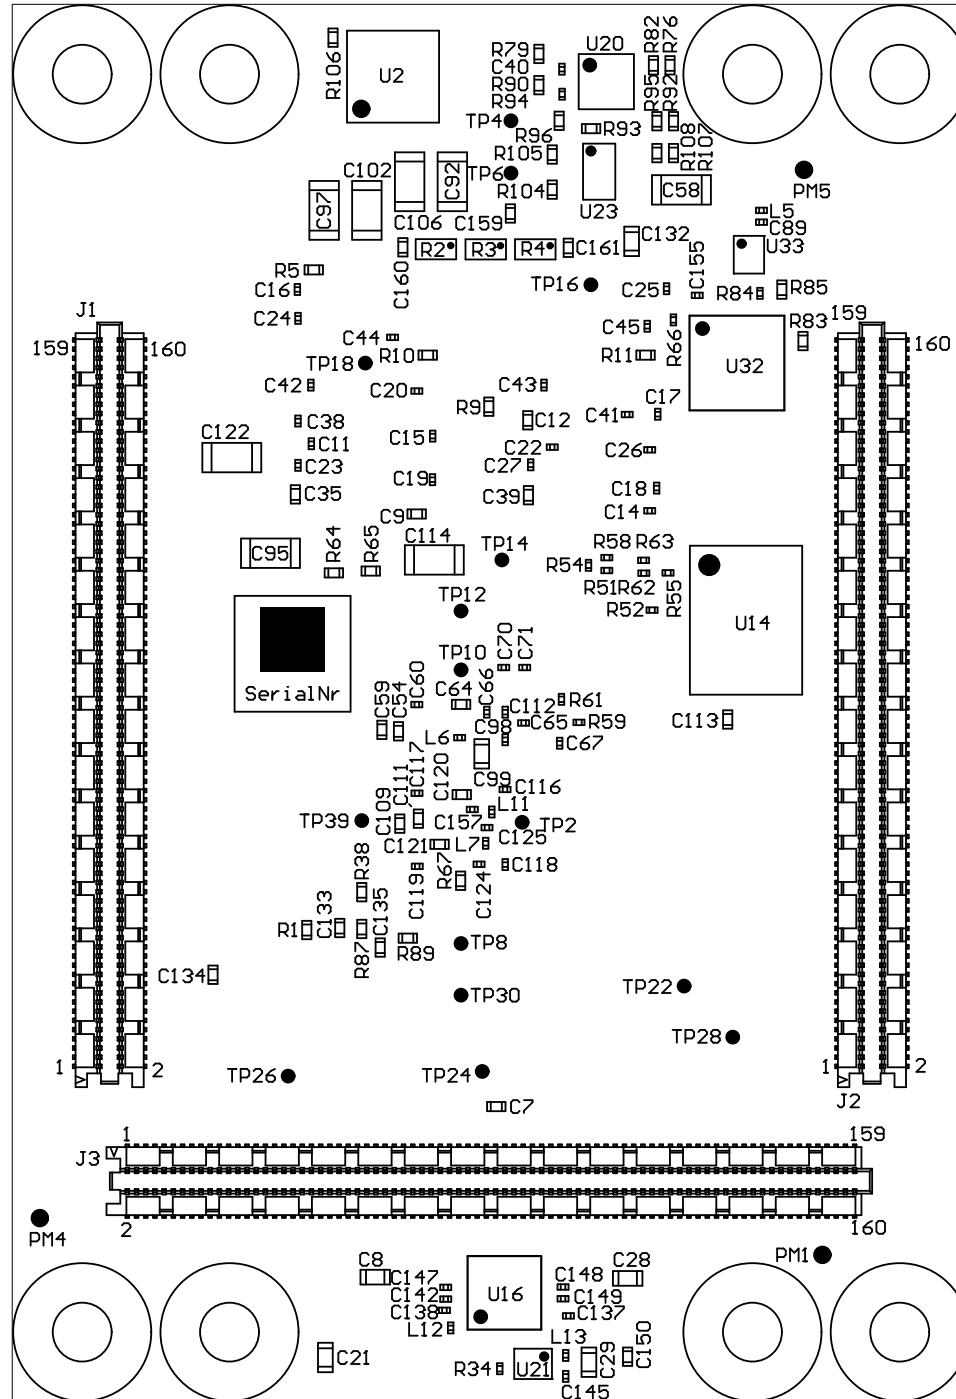 R106
U2
R79
C40
R90
R94
U20
R82
R76
R95
R92
TP4
R96
R93
R105
R108
R107
TP6
R104
C102
C92
C97
C106
C159
U23
C58
PM5
L5
C89
U33
R2
R3
R4
C161
C132
C160
R5
C16
C24
TP16
C25
C155
R84
R85
J1
159
160
C44
R10
TP18
C45
R66
R11
U32
R83
159
160
C42
C20
C43
R9
C12
C41
C17
C38
C11
C23
C35
C122
C15
C19
C22
C27
C39
C26
C18
C14
C9
C95
R64
R65
C114
TP14
R58
R63
R54
R51
R62
R55
R52
U14
TP12
TP10
SerialNr
C70
C71
C59
C54
C60
C64
C66
C112
C65
R61
R59
C67
C113
L6
C98
C99
C109
C111
C117
C120
C116
L11
C157
C125
TP39
TP2
C121
L7
C118
R38
C119
R67
C124
R1
C133
R87
C135
R89
TP8
C134
TP30
TP22
TP28
TP26
TP24
C7
1
2
1
2
J2
J3
1
159
2
160
PM4
PM1
C8
C147
C142
C138
L12
U16
C148
C149
C137
C28
C21
R34
U21
L13
C29
C150
C145